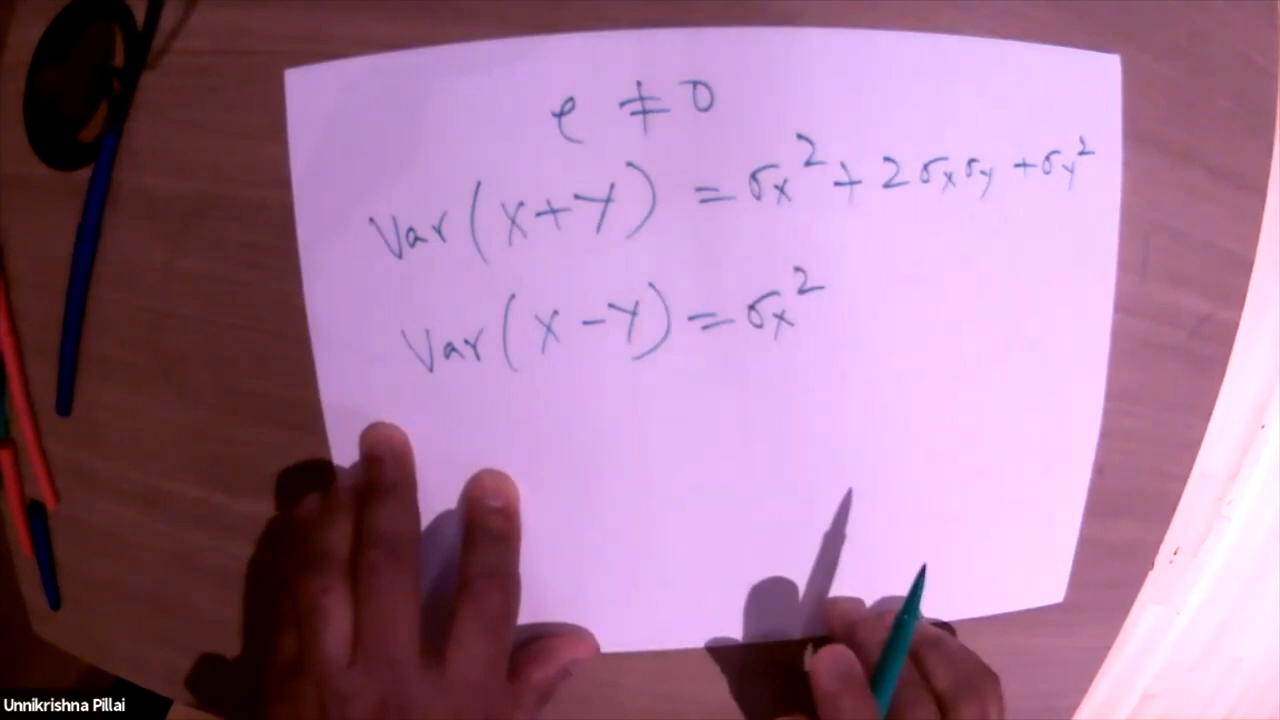 ρ ≠ 0
Var(X+Y) = σx² + 2σxσy + σy²
Var(X-Y) = σx²
Unnikrishna Pillai